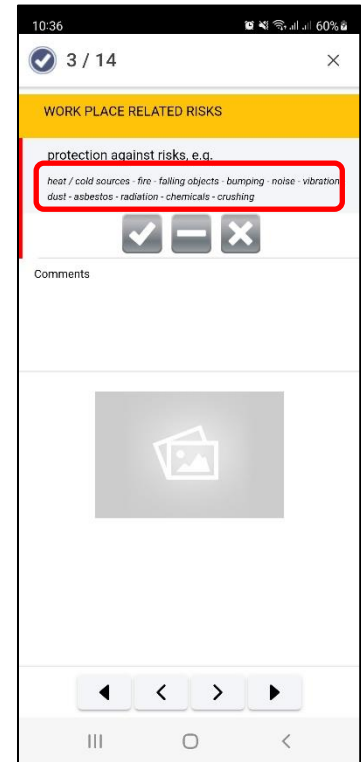 10:36
60%
3 / 14
WORK PLACE RELATED RISKS
protection against risks, e.g.
heat / cold sources - fire - falling objects - bumping - noise - vibration
dust - asbestos - radiation - chemicals - crushing
Comments